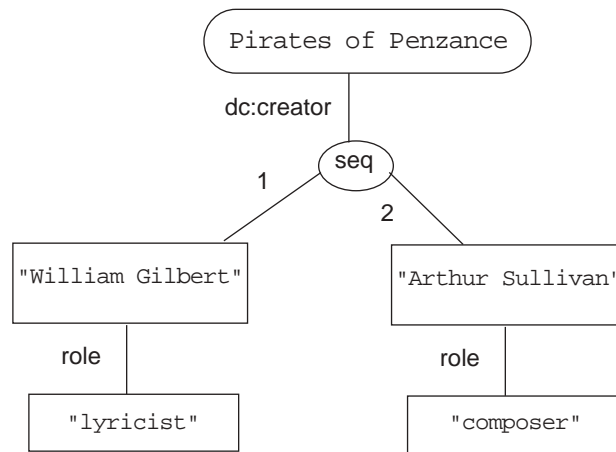 Pirates of Penzance
dc:creator
seq
1
2
"William Gilbert"
"Arthur Sullivan"
role
role
"lyricist"
"composer"